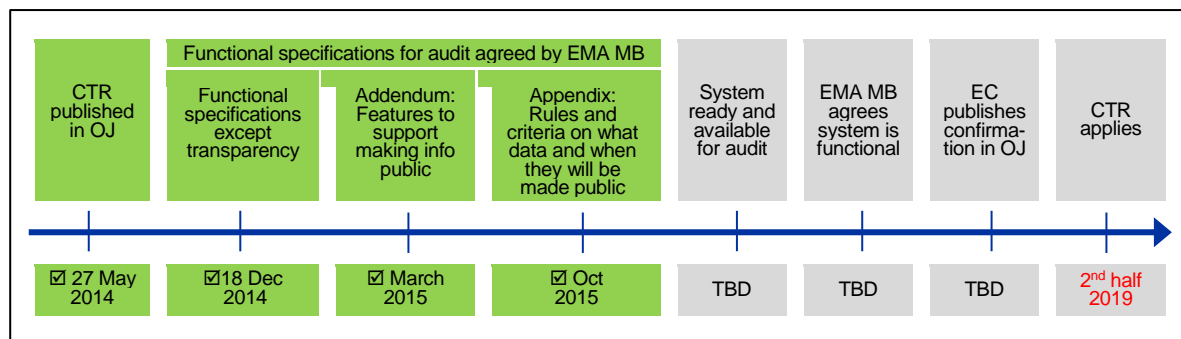 Functional specifications for audit agreed by EMA MB
CTR
published
in OJ
Functional
specifications
except
transparency
Addendum:
Features to
support
making info
public
Appendix:
Rules and
criteria on what
data and when
they will be
made public
System
ready and
available
for audit
EMA MB
agrees
system is
functional
EC
publishes
confirma-
tion in OJ
CTR
applies
☑ 27 May
2014
☑18 Dec
2014
☑ March
2015
☑ Oct
2015
TBD
TBD
TBD
2nd half
2019